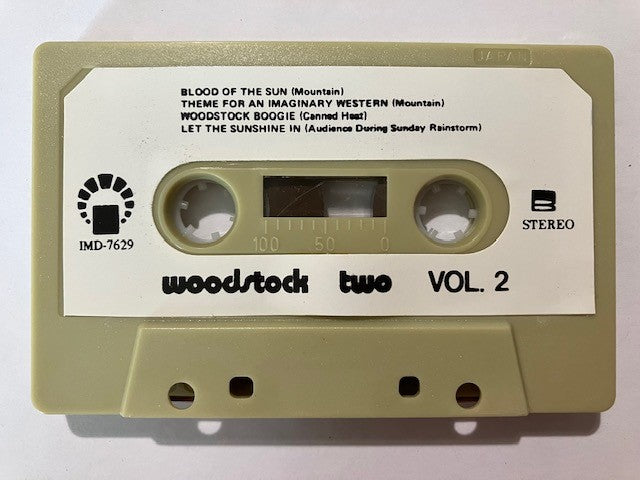 JAPAN
BLOOD OF THE SUN (Mountain)
THEME FOR AN IMAGINARY WESTERN (Mountain)
WOODSTOCK BOOGIE (Canned Heat)
LET THE SUNSHINE IN (Audience During Sunday Rainstorm)
IMD-7629
B
STEREO
100 50 0
woodstock two VOL. 2